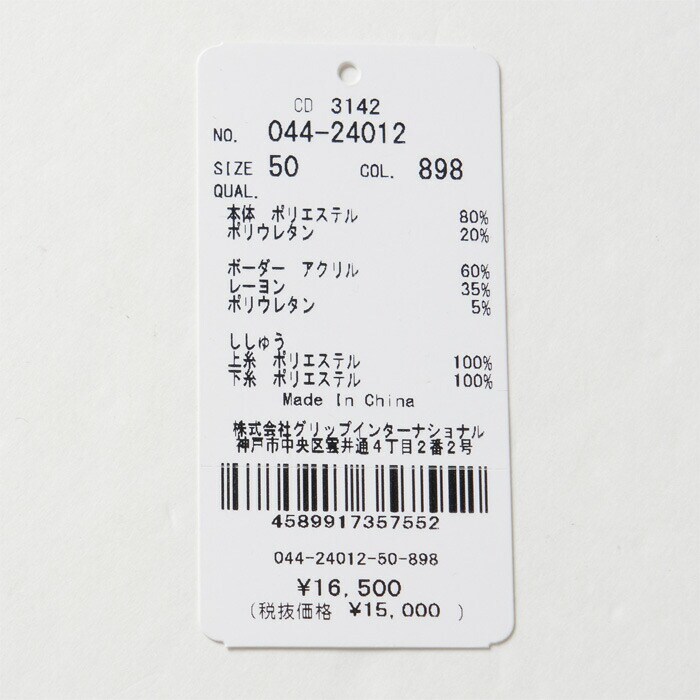 CD 3142
NO. 044-24012
SIZE 50 COL. 898
QUAL.
本体 ポリエステル 80%
ポリウレタン 20%
ボーダー アクリル 60%
レーヨン 35%
ポリウレタン 5%
ししゅう
上糸 ポリエステル 100%
下糸 ポリエステル 100%
Made In China
株式会社グリップインターナショナル
神戸市中央区雲井通4丁目2番2号
4589917357552
044-24012-50-898
¥16,500
(税抜価格 ¥15,000 )